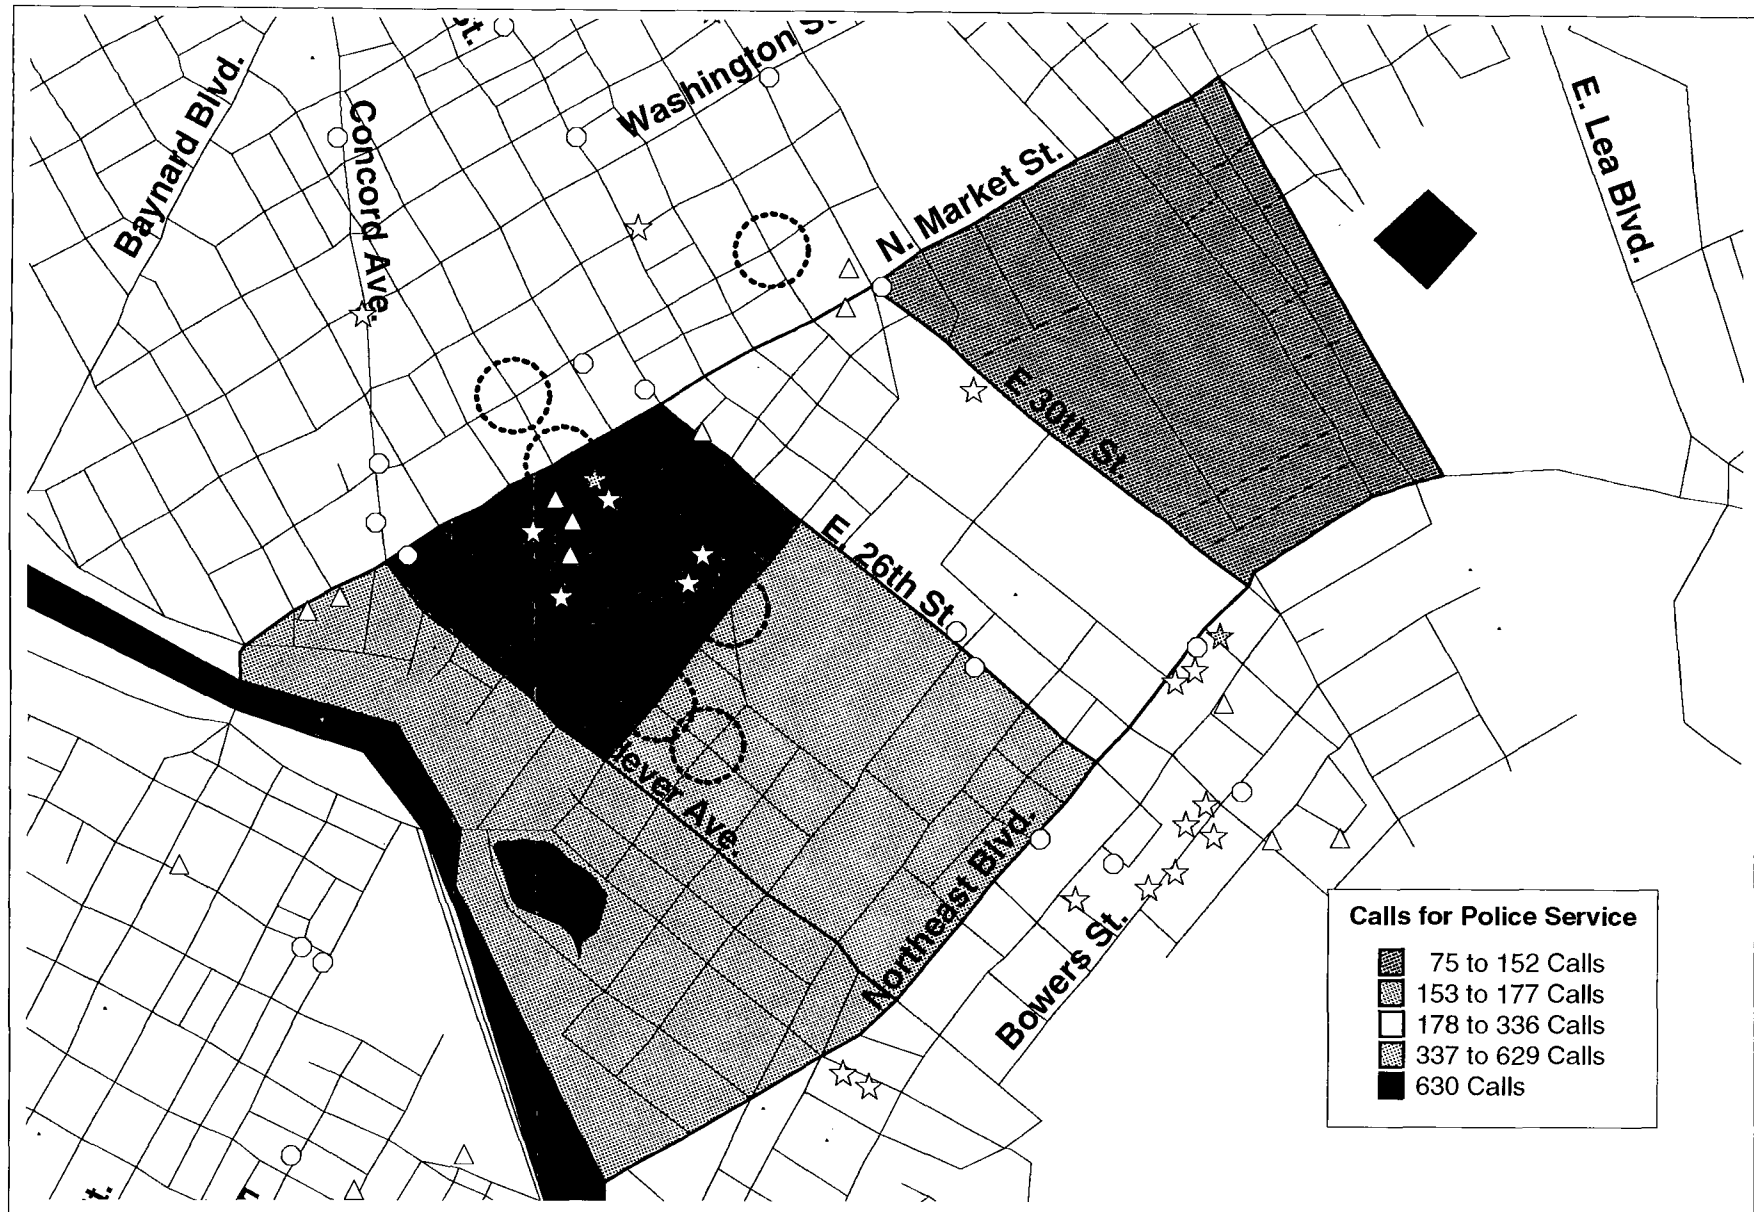 Baynard Blvd.
Concord Ave.
St.
Washington St.
N. Market St.
E. Lea Blvd.
E 30th St
E. 26th St.
Ave.
Northeast Blvd.
Bowers St.
Calls for Police Service
75 to 152 Calls
153 to 177 Calls
178 to 336 Calls
337 to 629 Calls
630 Calls